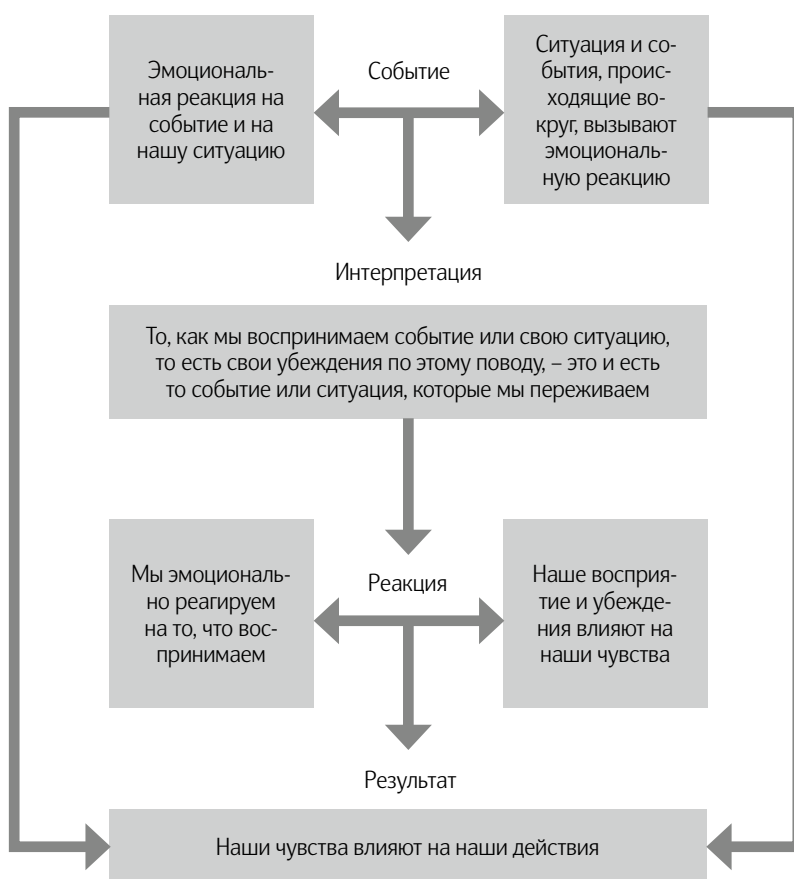 Эмоциональ-
ная реакция на
событие и на
нашу ситуацию
Событие
Ситуация и со-
бытия, проис-
ходящие во-
круг, вызывают
эмоциональ-
ную реакцию
Интерпретация
То, как мы воспринимаем событие или свою ситуацию,
то есть свои убеждения по этому поводу, – это и есть
то событие или ситуация, которые мы переживаем
Мы эмоциональ-
но реагируем
на то, что вос-
принимаем
Реакция
Наше восприя-
тие и убежде-
ния влияют на
наши чувства
Результат
Наши чувства влияют на наши действия